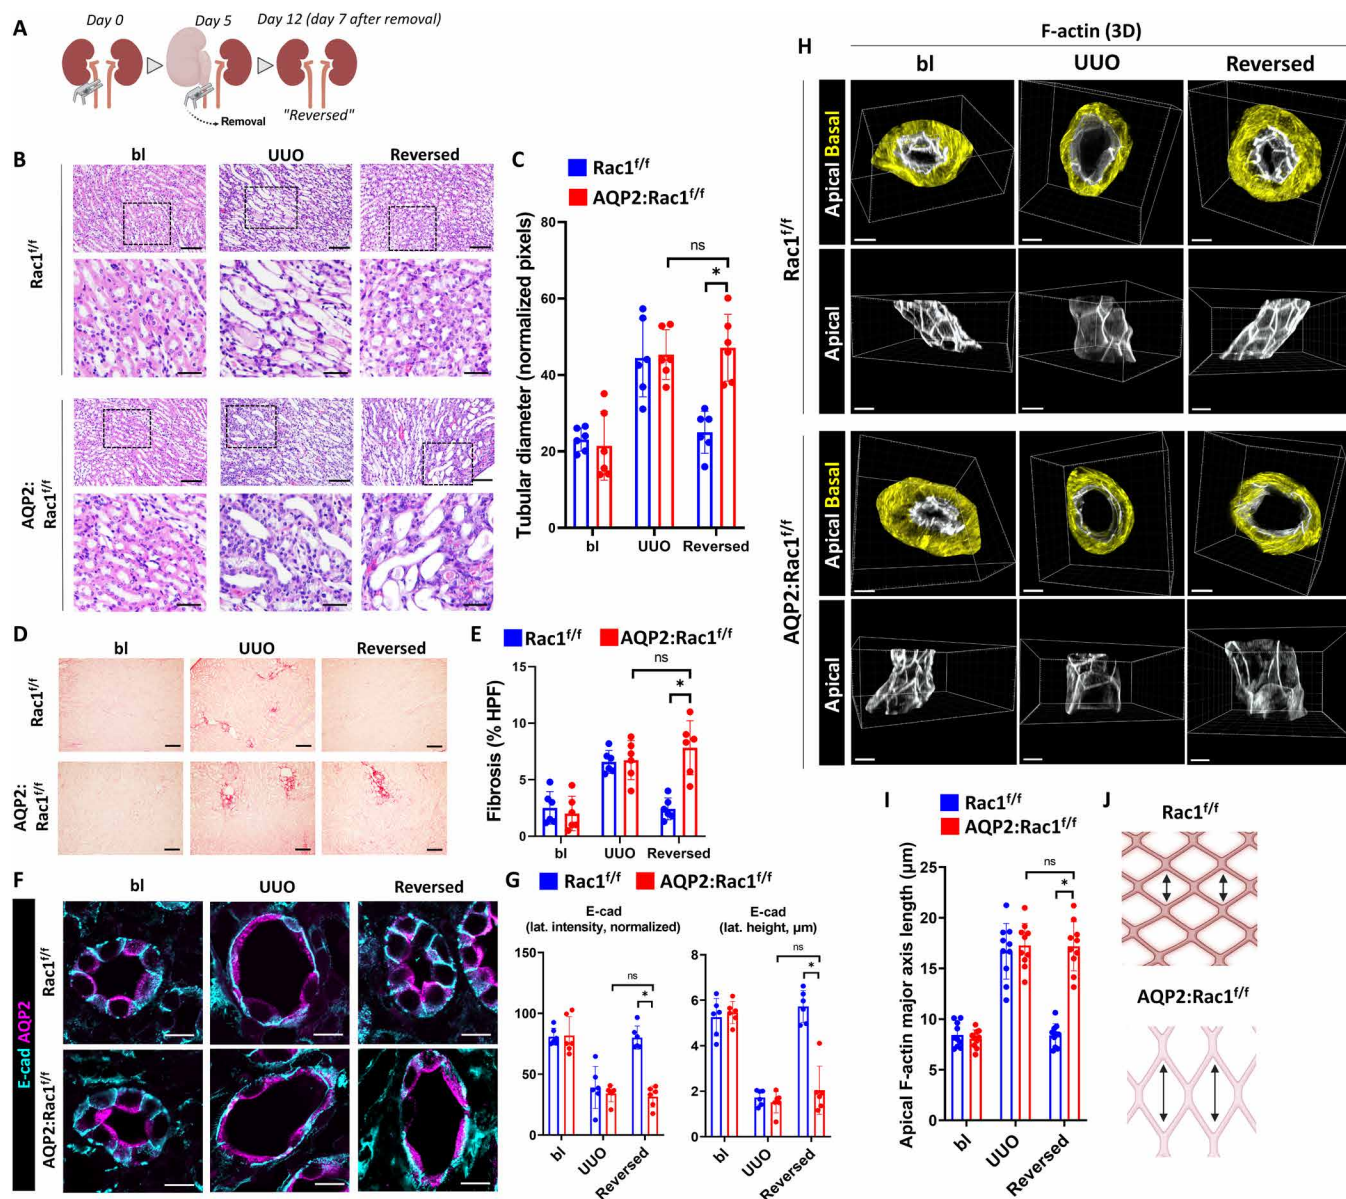 A
Day 0 Day 5 Day 12 (day 7 after removal)
Removal
"Reversed"
B
bl UUO Reversed
Rac1f/f
AQP2:
Rac1f/f
C
Rac1f/f
AQP2:Rac1f/f
Tubular diameter (normalized pixels)
80
60
40
20
0
ns
*
bl UUO Reversed
D
bl UUO Reversed
Rac1f/f
AQP2:
Rac1f/f
E
Rac1f/f AQP2:Rac1f/f
Fibrosis (% HPF)
15
10
5
0
ns
*
bl UUO Reversed
F
bl UUO Reversed
E-cad AQP2
Rac1f/f
AQP2:Rac1f/f
G
Rac1f/f AQP2:Rac1f/f
E-cad
(lat. intensity, normalized)
150
100
50
0
ns
*
bl UUO Reversed
E-cad
(lat. height, µm)
8
6
4
2
0
ns
*
bl UUO Reversed
H
F-actin (3D)
bl UUO Reversed
Rac1f/f
Apical Basal
Apical
AQP2:Rac1f/f
Apical Basal
Apical
I
Rac1f/f
AQP2:Rac1f/f
Apical F-actin major axis length (µm)
25
20
15
10
5
0
ns
*
bl UUO Reversed
J
Rac1f/f
AQP2:Rac1f/f